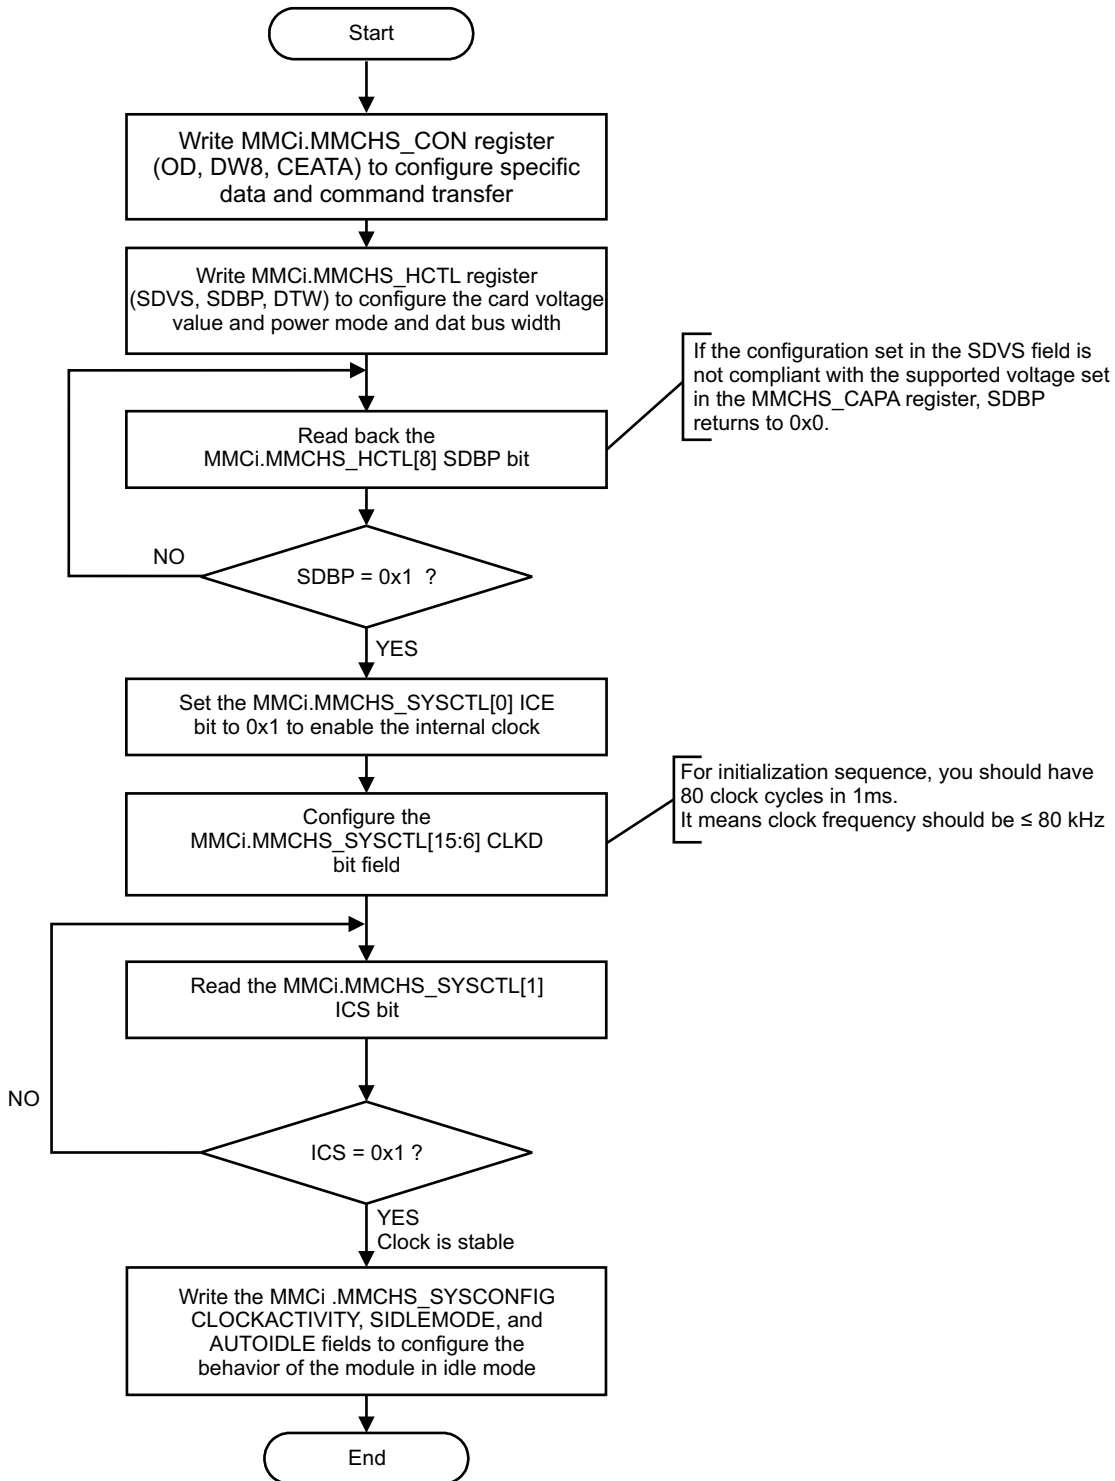 Start
Write MMCi.MMCHS_CON register
(OD, DW8, CEATA) to configure specific
data and command transfer
Write MMCi.MMCHS_HCTL register
(SDVS, SDBP, DTW) to configure the card voltage
value and power mode and dat bus width
If the configuration set in the SDVS field is
not compliant with the supported voltage set
in the MMCHS_CAPA register, SDBP
returns to 0x0.
Read back the
MMCi.MMCHS_HCTL[8] SDBP bit
NO
SDBP = 0x1 ?
YES
Set the MMCi.MMCHS_SYSCTL[0] ICE
bit to 0x1 to enable the internal clock
For initialization sequence, you should have
80 clock cycles in 1ms.
It means clock frequency should be ≤ 80 kHz
Configure the
MMCi.MMCHS_SYSCTL[15:6] CLKD
bit field
Read the MMCi.MMCHS_SYSCTL[1]
ICS bit
NO
ICS = 0x1 ?
YES
Clock is stable
Write the MMCi .MMCHS_SYSCONFIG
CLOCKACTIVITY, SIDLEMODE, and
AUTOIDLE fields to configure the
behavior of the module in idle mode
End